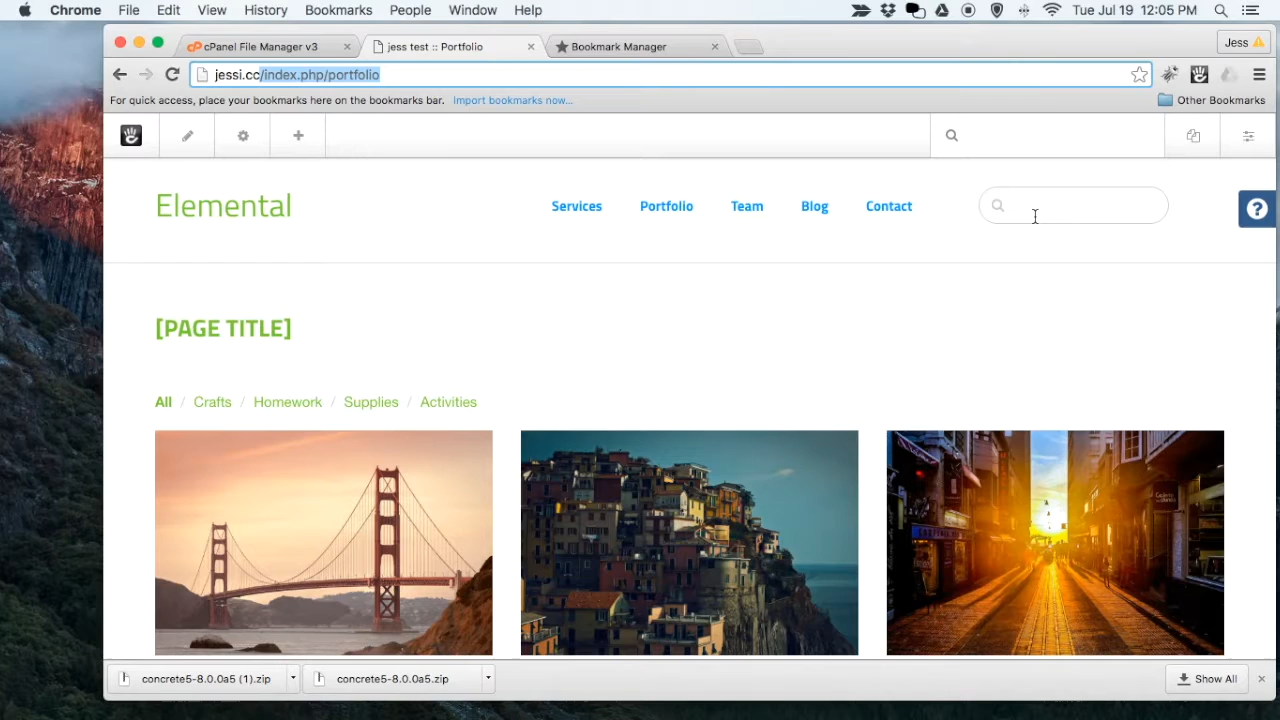 Chrome File Edit View History Bookmarks People Window Help Tue Jul 19 12:05 PM
cPanel File Manager v3 jess test :: Portfolio Bookmark Manager Jess
jessi.cc/index.php/portfolio
For quick access, place your bookmarks here on the bookmarks bar. Import bookmarks now... Other Bookmarks
Elemental Services Portfolio Team Blog Contact
[PAGE TITLE]
All / Crafts / Homework / Supplies / Activities
concrete5-8.0.0a5 (1).zip concrete5-8.0.0a5.zip Show All